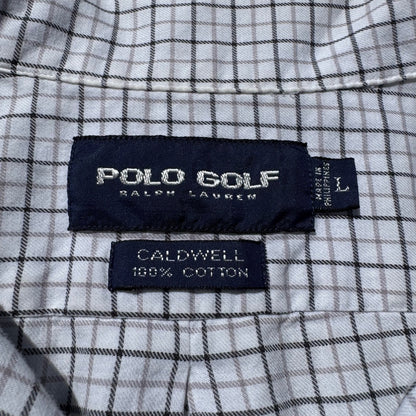 POLO GOLF
RALPH LAUREN
MADE IN
PHILIPPINES
L
CALDWELL
100% COTTON